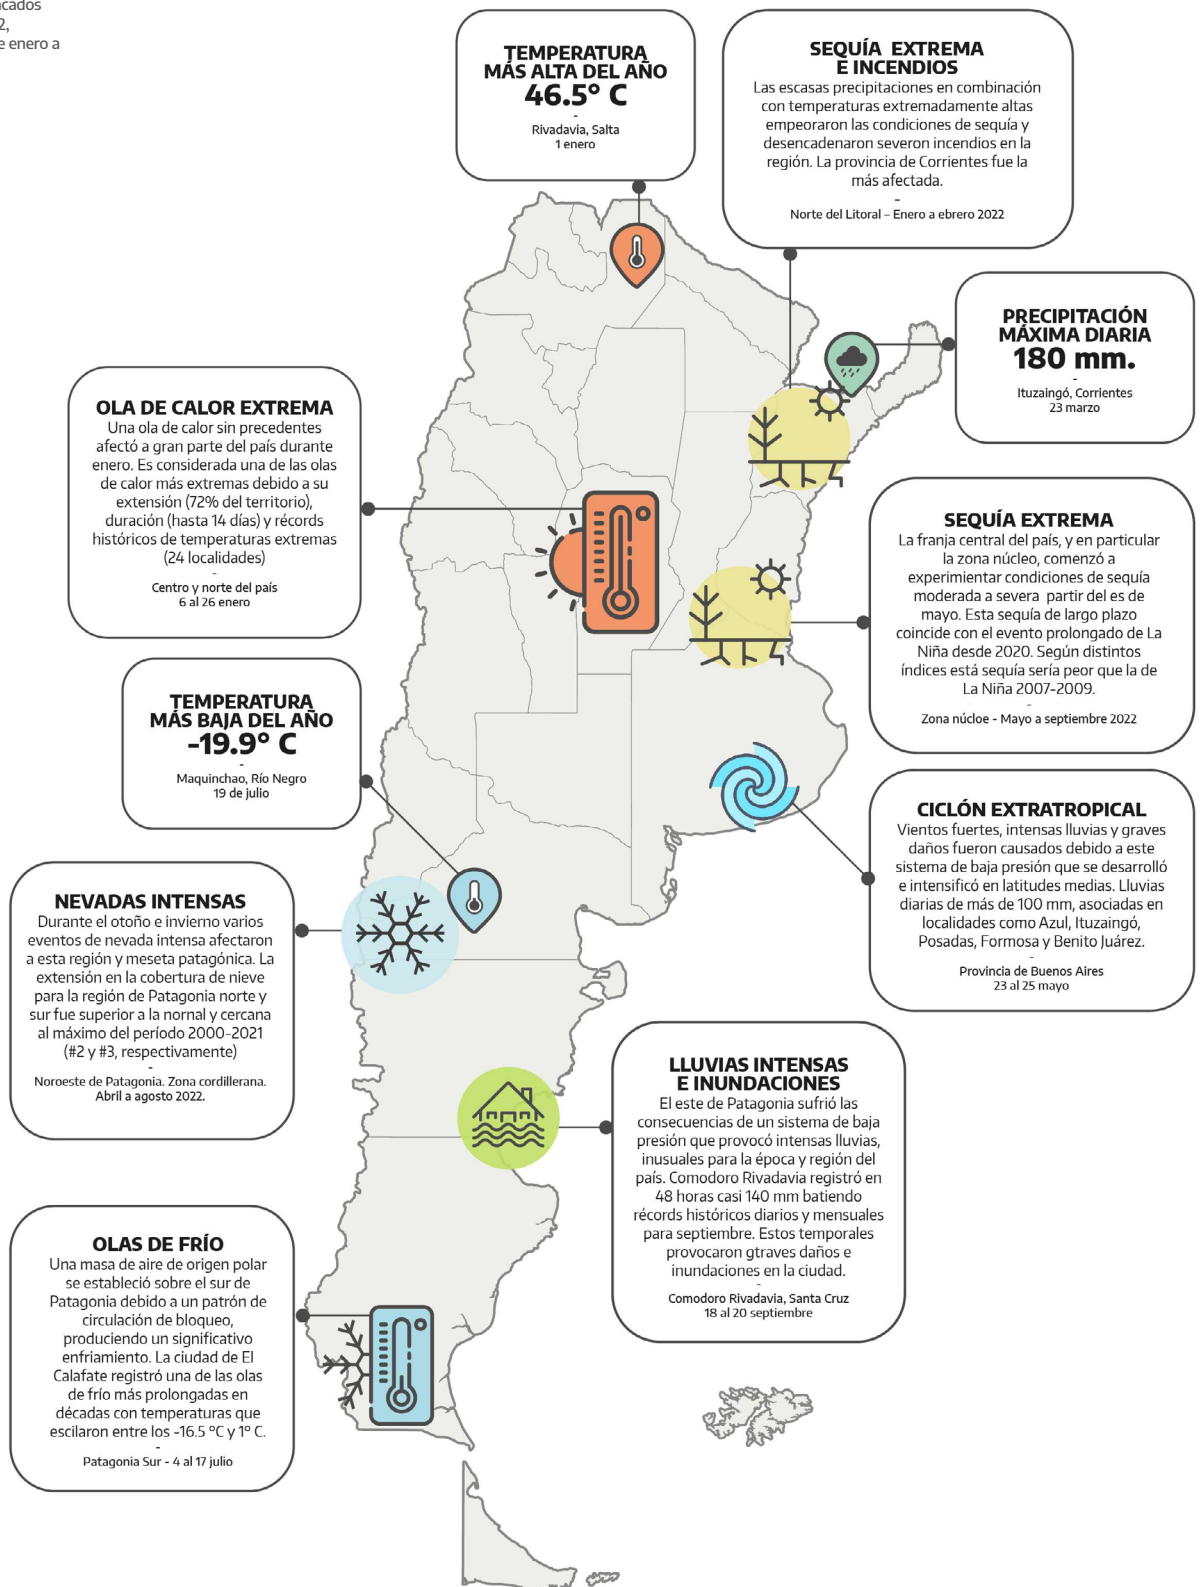 2,
e enero a
TEMPERATURA
MÁS ALTA DEL AÑO
46.5° C
-
Rivadavia, Salta
1 enero
SEQUÍA EXTREMA
E INCENDIOS
Las escasas precipitaciones en combinación
con temperaturas extremadamente altas
empeoraron las condiciones de sequía y
desencadenaron severon incendios en la
región. La provincia de Corrientes fue la
más afectada.
-
Norte del Litoral – Enero a ebrero 2022
PRECIPITACIÓN
MÁXIMA DIARIA
180 mm.
-
Ituzaingó, Corrientes
23 marzo
OLA DE CALOR EXTREMA
Una ola de calor sin precedentes
afectó a gran parte del país durante
enero. Es considerada una de las olas
de calor más extremas debido a su
extensión (72% del territorio),
duración (hasta 14 días) y récords
históricos de temperaturas extremas
(24 localidades)
-
Centro y norte del país
6 al 26 enero
SEQUÍA EXTREMA
La franja central del país, y en particular
la zona núcleo, comenzó a
experimientar condiciones de sequía
moderada a severa partir del es de
mayo. Esta sequía de largo plazo
coincide con el evento prolongado de La
Niña desde 2020. Según distintos
índices está sequía sería peor que la de
La Niña 2007-2009.
-
Zona núcloe - Mayo a septiembre 2022
TEMPERATURA
MÁS BAJA DEL AÑO
-19.9° C
-
Maquinchao, Río Negro
19 de julio
CICLÓN EXTRATROPICAL
Vientos fuertes, intensas lluvias y graves
daños fueron causados debido a este
sistema de baja presión que se desarrolló
e intensificó en latitudes medias. Lluvias
diarias de más de 100 mm, asociadas en
localidades como Azul, Ituzaingó,
Posadas, Formosa y Benito Juárez.
-
Provincia de Buenos Aires
23 al 25 mayo
NEVADAS INTENSAS
Durante el otoño e invierno varios
eventos de nevada intensa afectaron
a esta región y meseta patagónica. La
extensión en la cobertura de nieve
para la región de Patagonia norte y
sur fue superior a la nornal y cercana
al máximo del período 2000-2021
(#2 y #3, respectivamente)
-
Noroeste de Patagonia. Zona cordillerana.
Abril a agosto 2022.
LLUVIAS INTENSAS
E INUNDACIONES
El este de Patagonia sufrió las
consecuencias de un sistema de baja
presión que provocó intensas lluvias,
inusuales para la época y región del
país. Comodoro Rivadavia registró en
48 horas casi 140 mm batiendo
récords históricos diarios y mensuales
para septiembre. Estos temporales
provocaron gtraves daños e
inundaciones en la ciudad.
-
Comodoro Rivadavia, Santa Cruz
18 al 20 septiembre
OLAS DE FRÍO
Una masa de aire de origen polar
se estableció sobre el sur de
Patagonia debido a un patrón de
circulación de bloqueo,
produciendo un significativo
enfriamiento. La ciudad de El
Calafate registró una de las olas
de frío más prolongadas en
décadas con temperaturas que
escilaron entre los -16.5 °C y 1° C.
-
Patagonia Sur - 4 al 17 julio